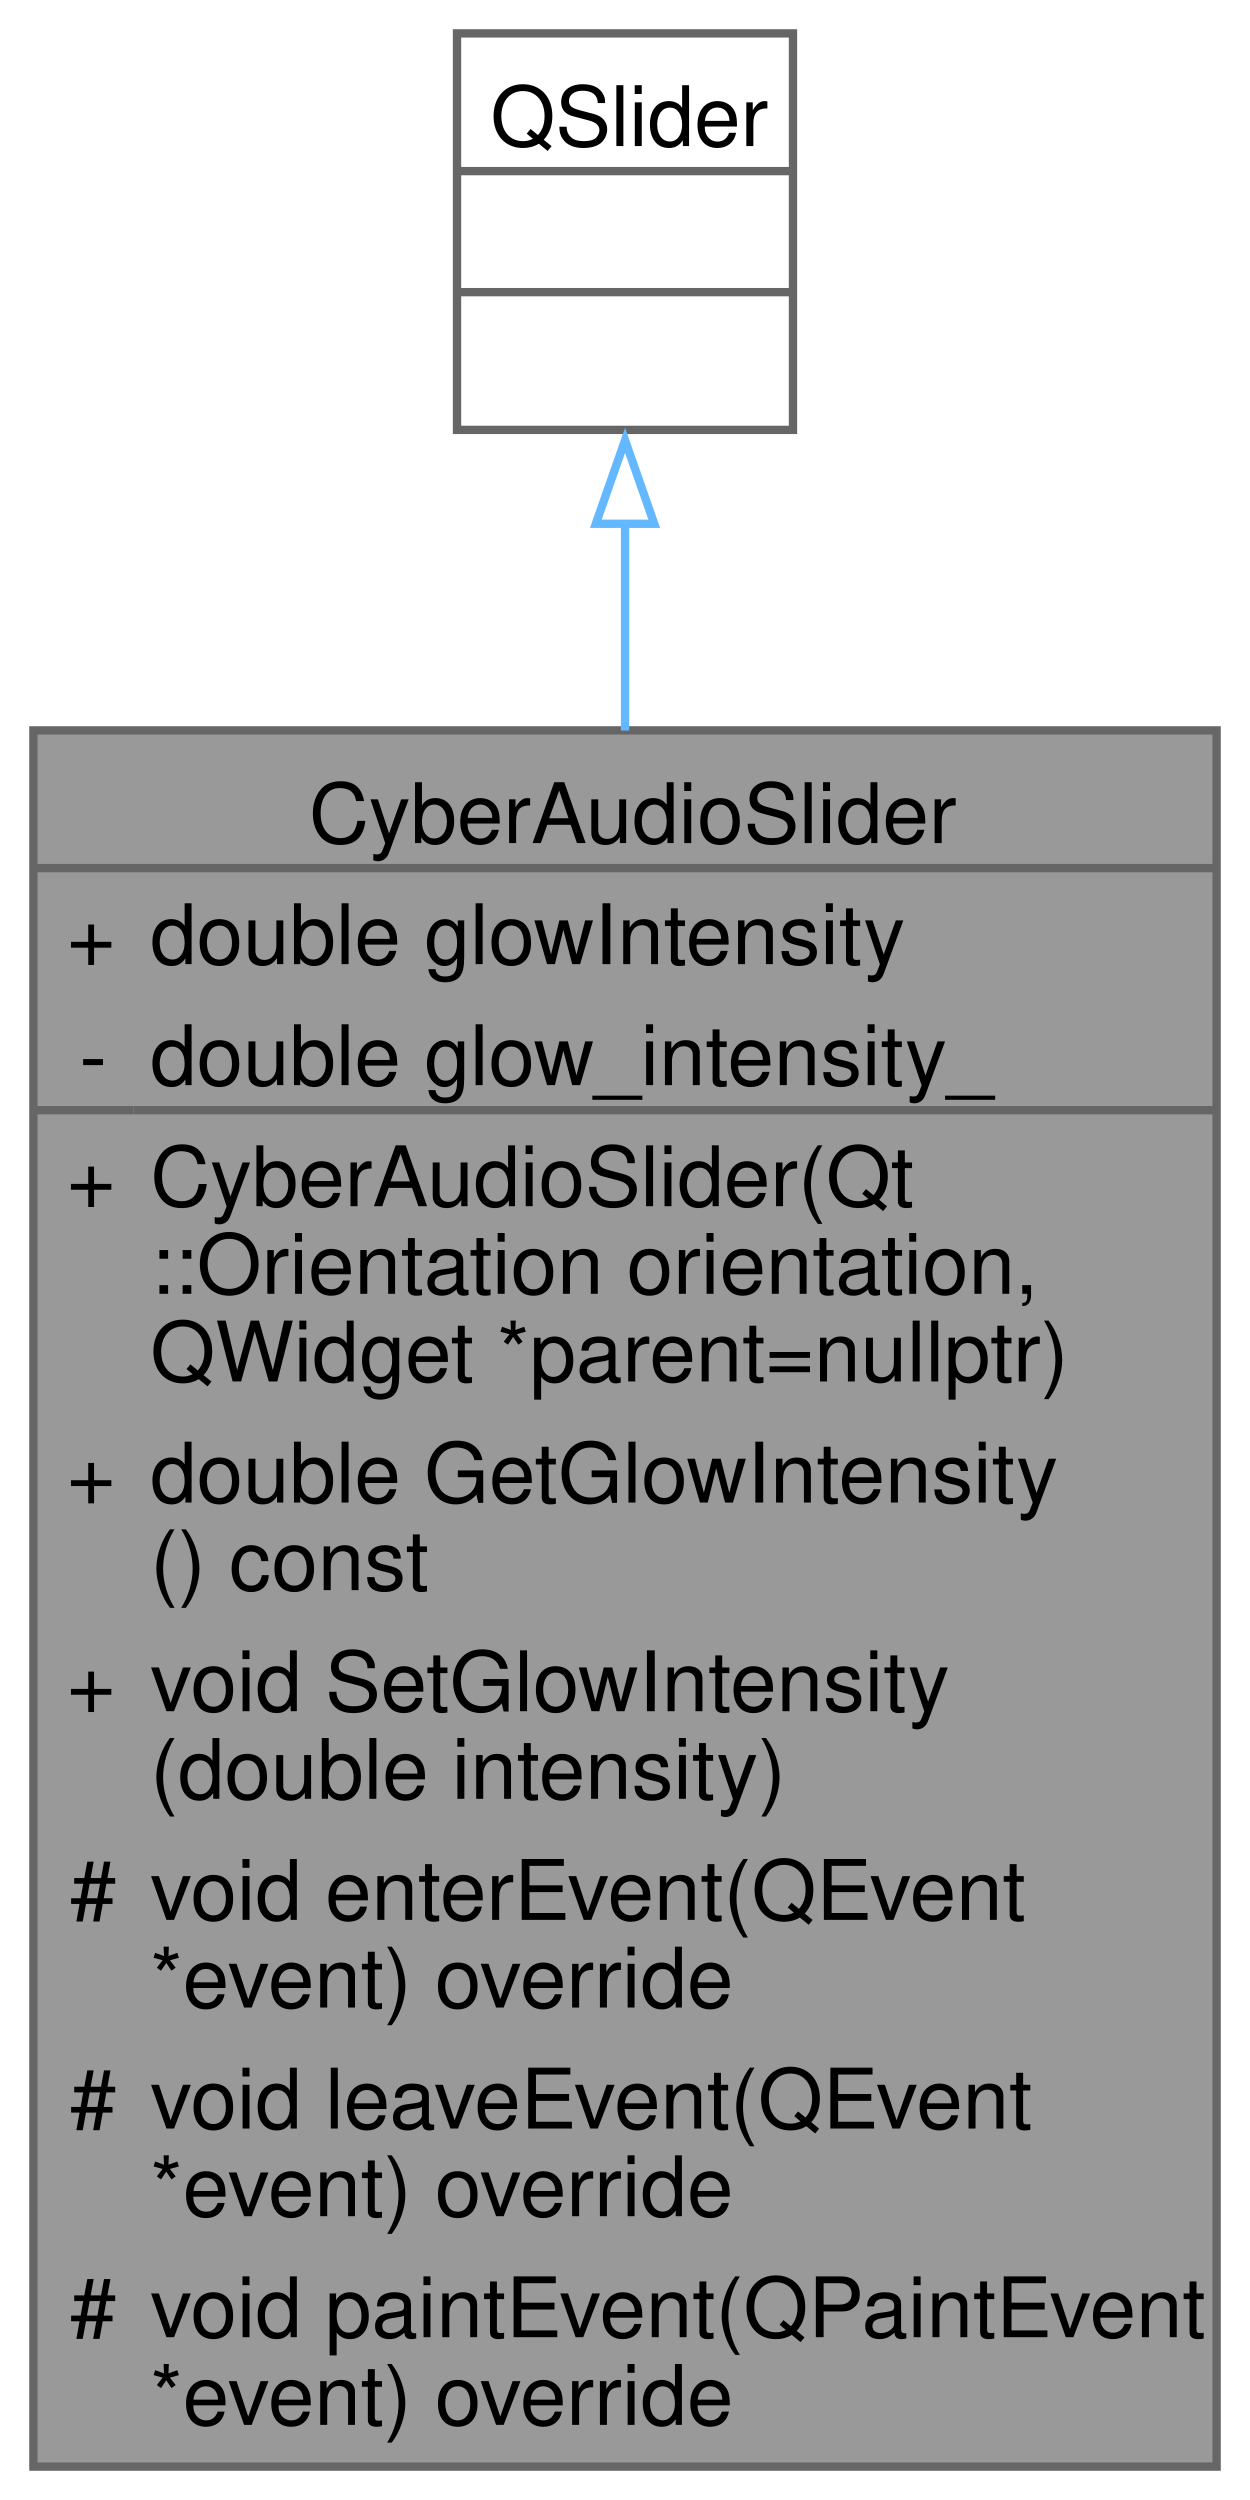 QSlider
CyberAudioSlider
+ double glowIntensity
- double glow_intensity_
+ CyberAudioSlider(Qt
::Orientation orientation,
QWidget *parent=nullptr)
+ double GetGlowIntensity
() const
+ void SetGlowIntensity
(double intensity)
# void enterEvent(QEvent
*event) override
# void leaveEvent(QEvent
*event) override
# void paintEvent(QPaintEvent
*event) override